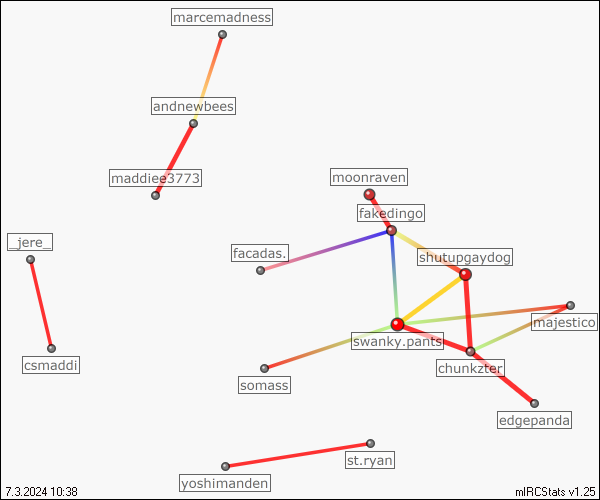 marcemadness
andnewbees
maddiee3773
moonraven
fakedingo
_jere_
facadas.
shutupgaydog
majestico
swanky.pants
csmaddi
chunkzter
somass
edgepanda
st.ryan
yoshimanden
7.3.2024 10:38
mIRCStats v1.25